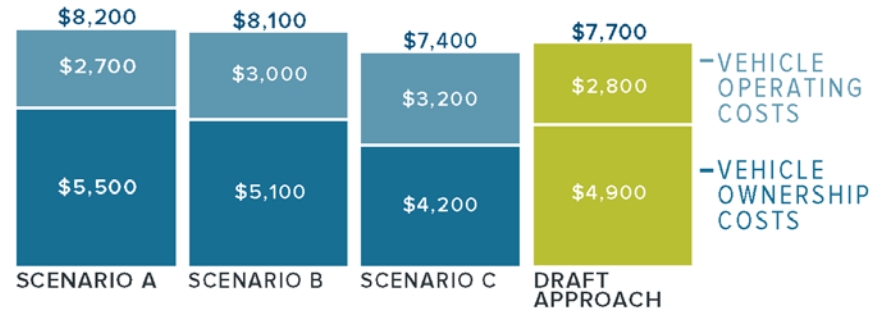 $8,200
$8,100
$7,400
$7,700
$2,700
$3,000
$3,200
$2,800
–VEHICLE
OPERATING
COSTS
$5,500
$5,100
$4,200
$4,900
–VEHICLE
OWNERSHIP
COSTS
SCENARIO A
SCENARIO B
SCENARIO C
DRAFT
APPROACH